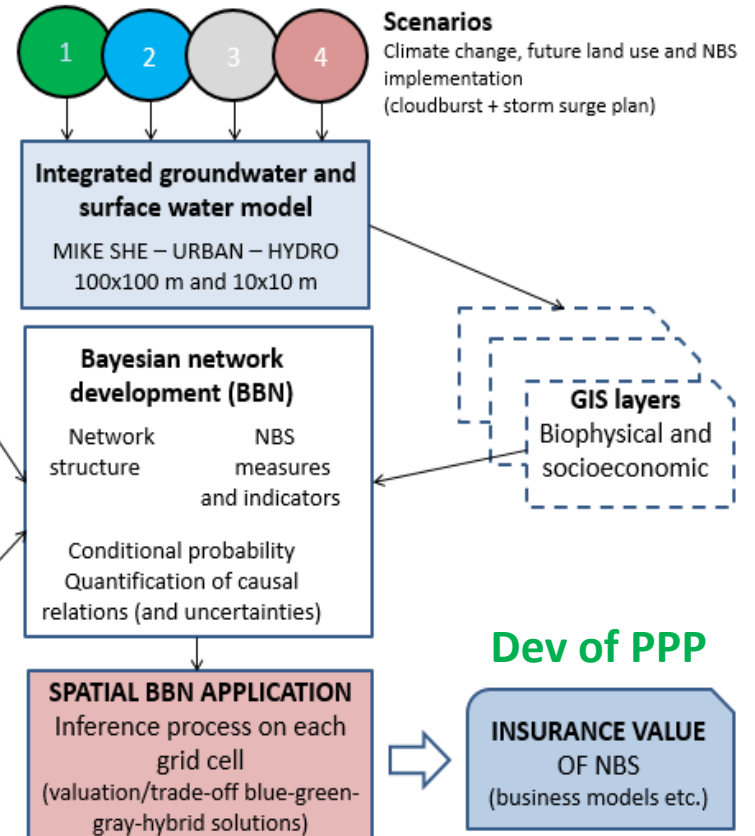 1
2
3
4
Scenarios
Climate change, future land use and NBS
implementation
(cloudburst + storm surge plan)
Integrated groundwater and
surface water model
MIKE SHE – URBAN – HYDRO
100x100 m and 10x10 m
Bayesian network
development (BBN)
Network
structure
NBS
measures
and indicators
Conditional probability
Quantification of causal
relations (and uncertainties)
GIS layers
Biophysical and
socioeconomic
SPATIAL BBN APPLICATION
Inference process on each
grid cell
(valuation/trade-off blue-green-
gray-hybrid solutions)
Dev of PPP
INSURANCE VALUE
OF NBS
(business models etc.)